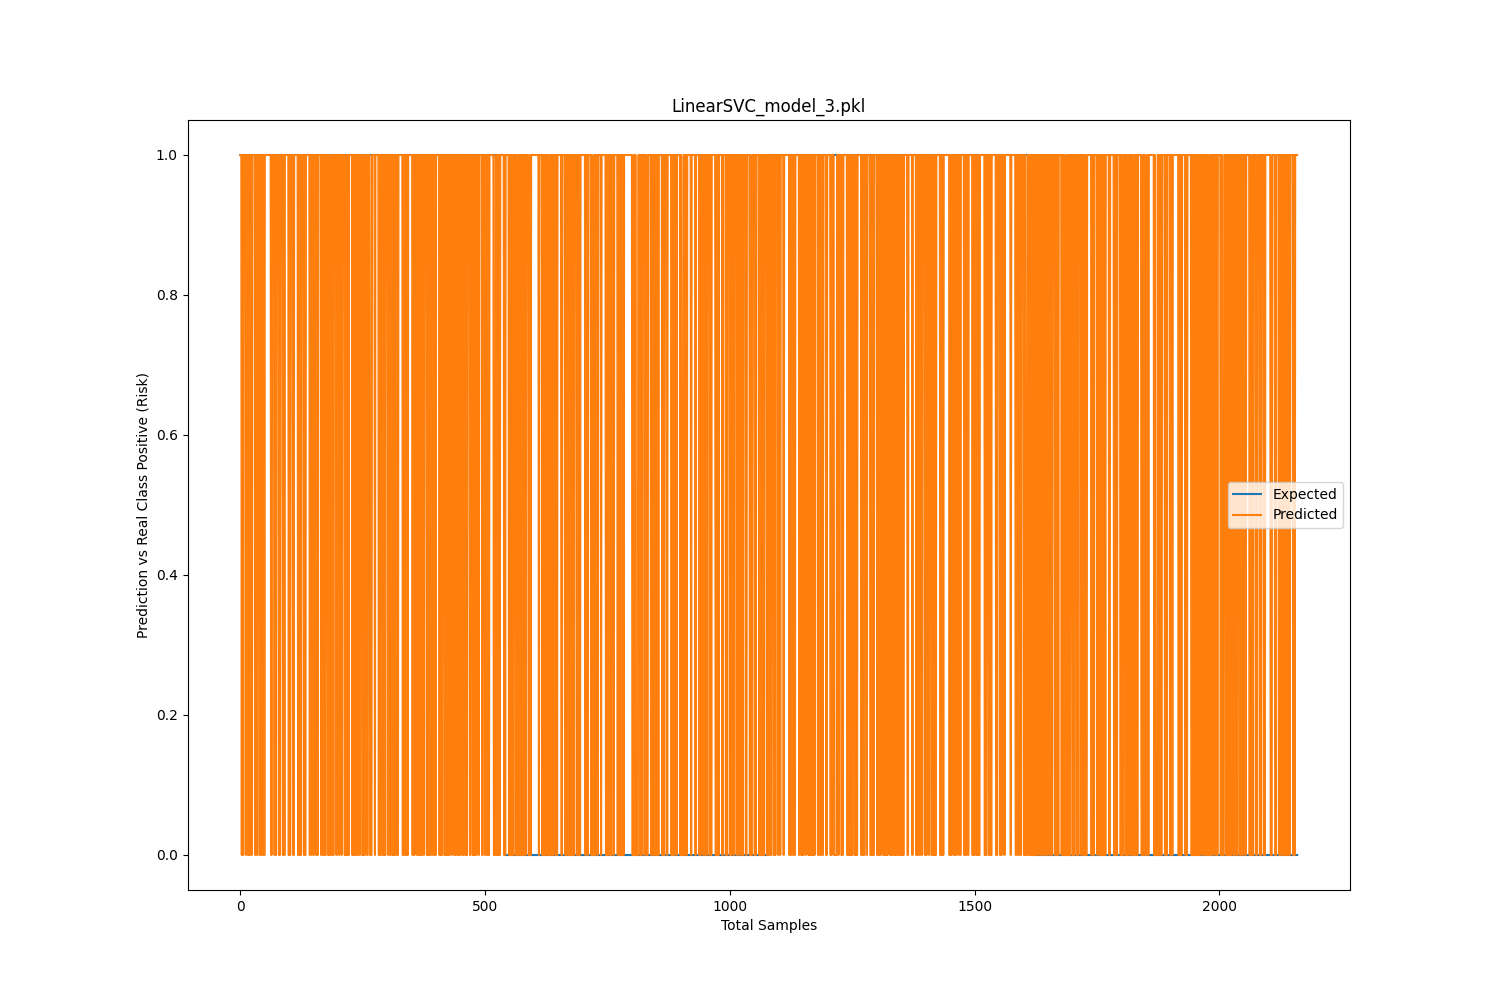 LinearSVC_model_3.pkl
1.0
0.8
0.6
0.4
0.2
0.0
Prediction vs Real Class Positive (Risk)
Expected
Predicted
0
500
1000
1500
2000
Total Samples